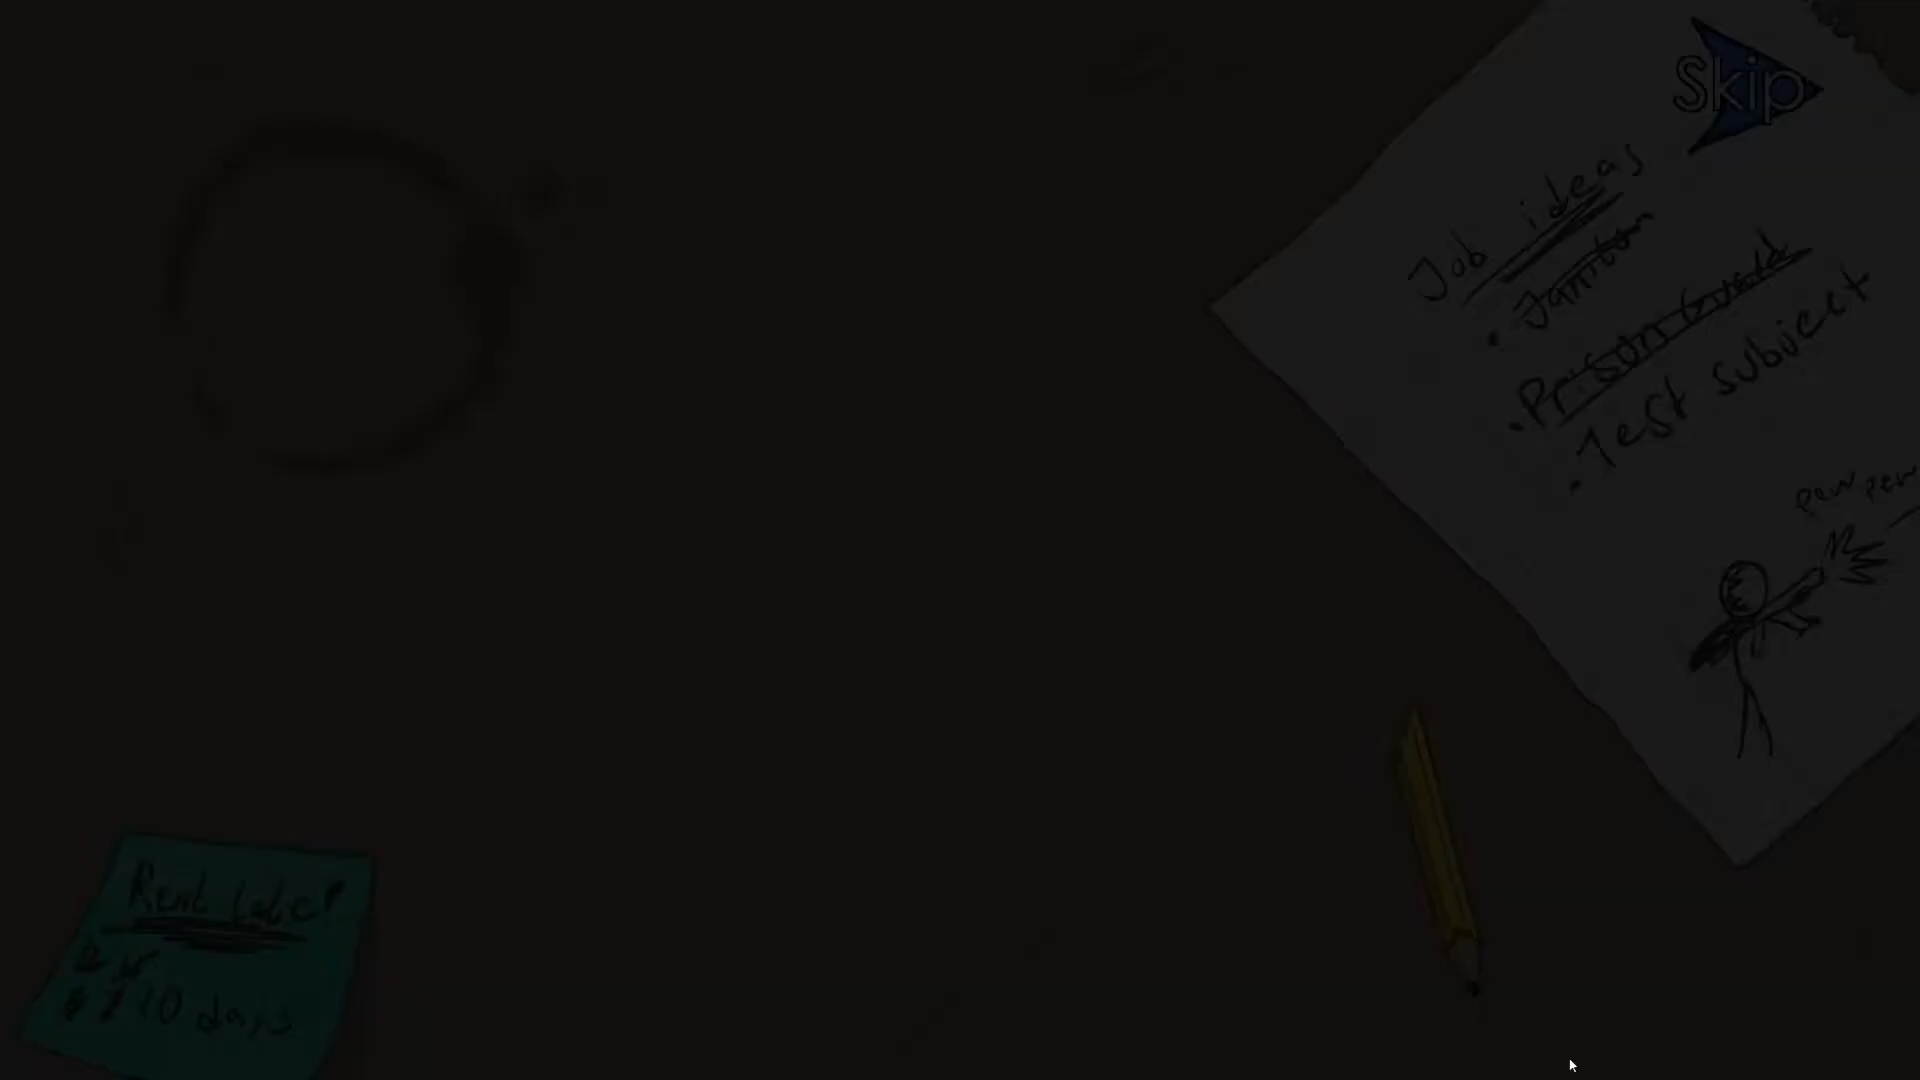 Skip
Job ideas
• Janitor
• Prison Guard
• Test subject
pew pew
Rent late!
10 days